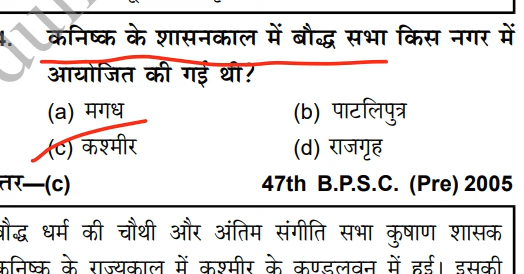 4. कनिष्क के शासनकाल में बौद्ध सभा किस नगर में
आयोजित की गई थी?
(a) मगध (b) पाटलिपुत्र
(c) कश्मीर (d) राजगृह
त्तर—(c) 47th B.P.S.C. (Pre) 2005
बौद्ध धर्म की चौथी और अंतिम संगीति सभा कुषाण शासक
कनिष्क के राज्यकाल में कश्मीर के कुण्डलवन में हुई। इसकी